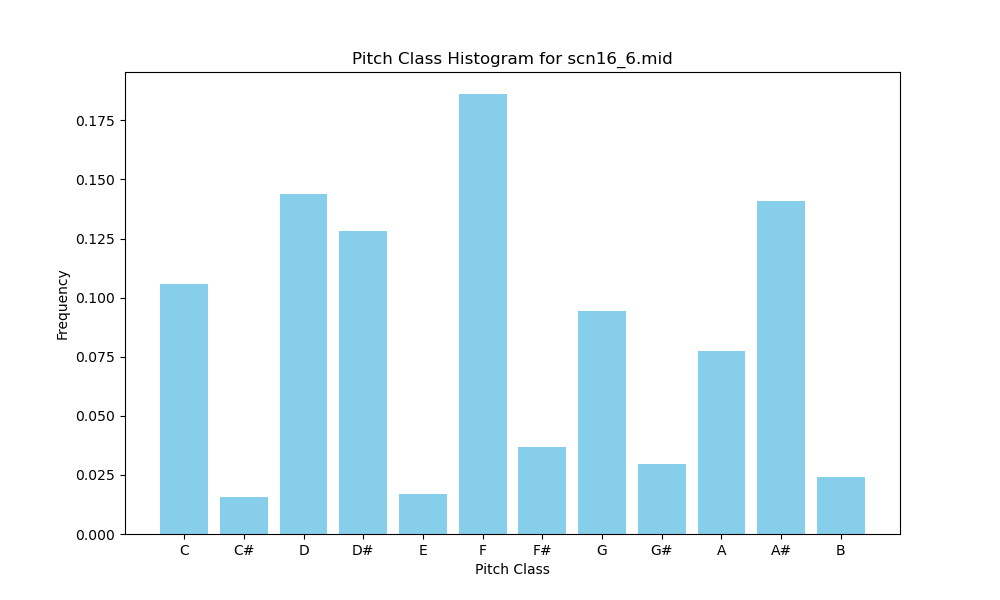 Pitch Class Histogram for scn16_6.mid
Frequency
0.175
0.150
0.125
0.100
0.075
0.050
0.025
0.000
C C# D D# E F F# G G# A A# B
Pitch Class